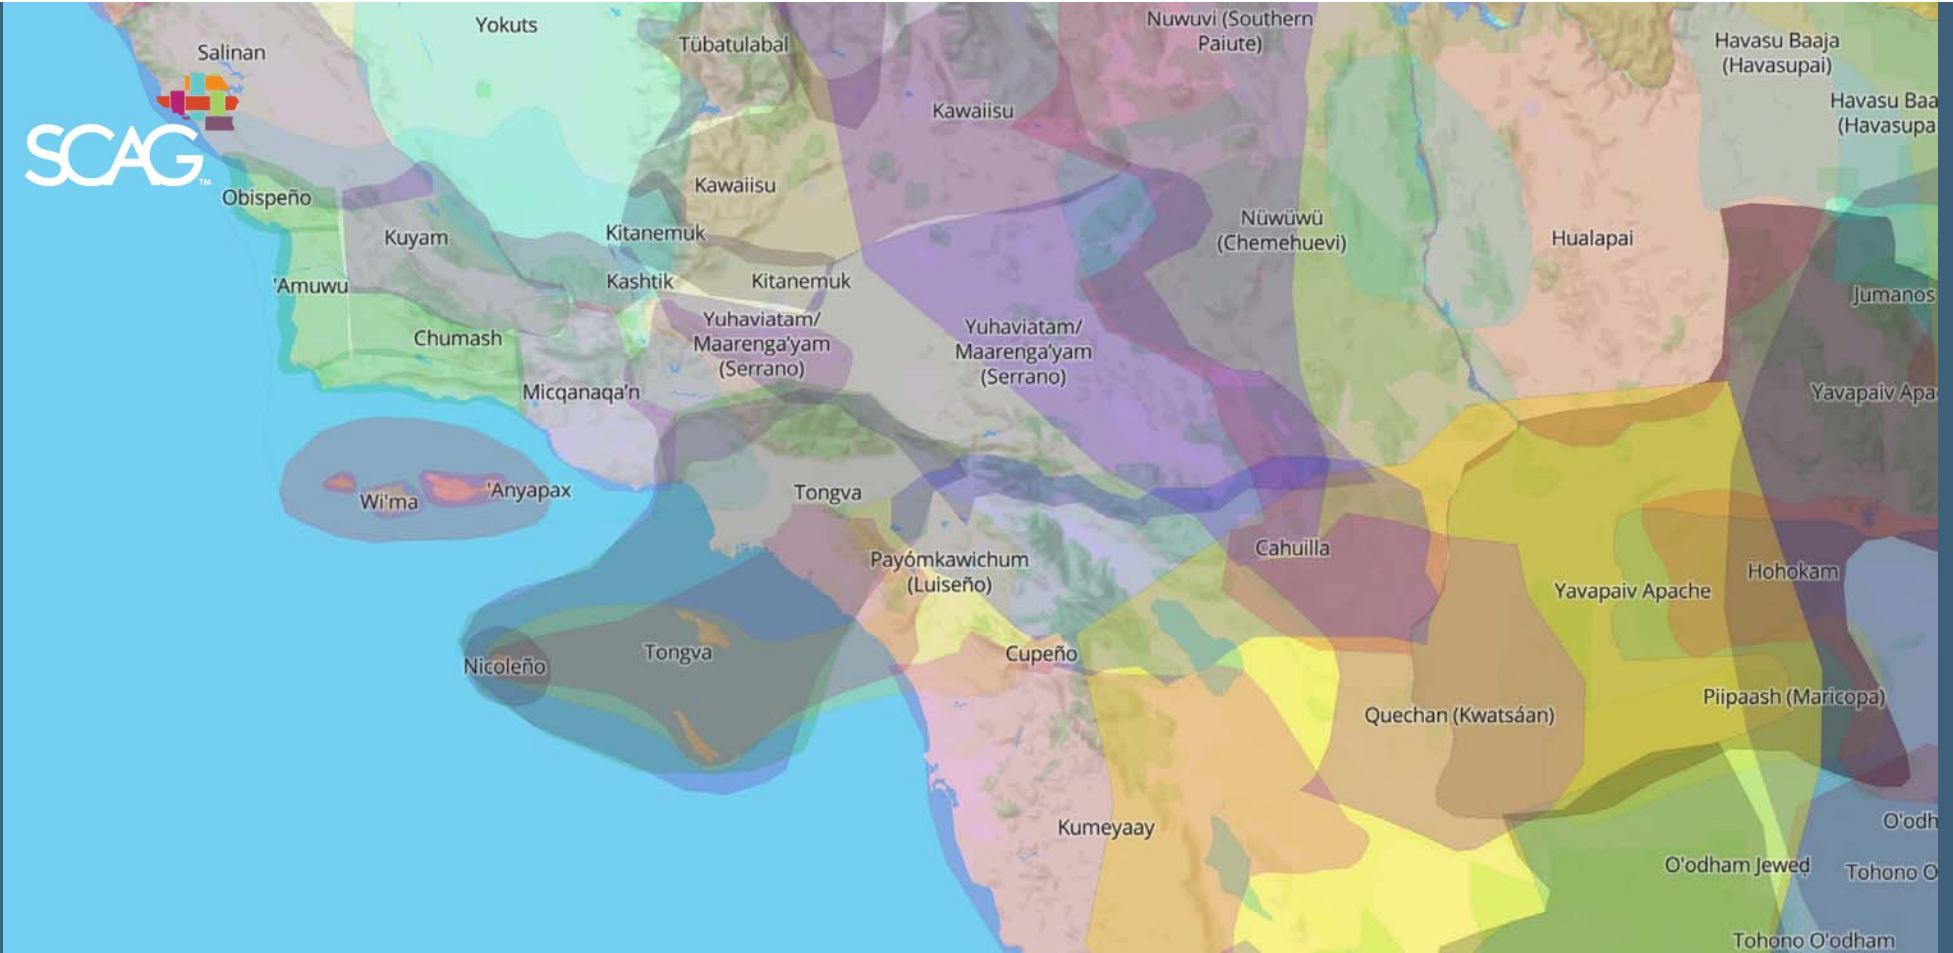 Yokuts
Nuwuvi (Southern
Paiute)
Salinan
Tübatulabal
Havasu Baaja
(Havasupai)
Kawaiisu
Havasu Baa
(Havasupa
SCAG™
Kawaiisu
Obispeño
Nüwüwü
(Chemehuevi)
Kuyam
Kitanemuk
Hualapai
'Amuwu
Kashtik
Kitanemuk
Jumanos
Yuhaviatam/
Maarenga'yam
(Serrano)
Yuhaviatam/
Maarenga'yam
(Serrano)
Chumash
Micqanaqa'n
Yavapaiv Apa
Wi'ma
'Anyapax
Tongva
Cahuilla
Payómkawichum
(Luiseño)
Hohokam
Yavapaiv Apache
Nicoleño
Tongva
Cupeño
Piipaash (Maricopa)
Quechan (Kwatsáan)
Kumeyaay
O'odh
O'odham Jewed
Tohono O
Tohono O'odham